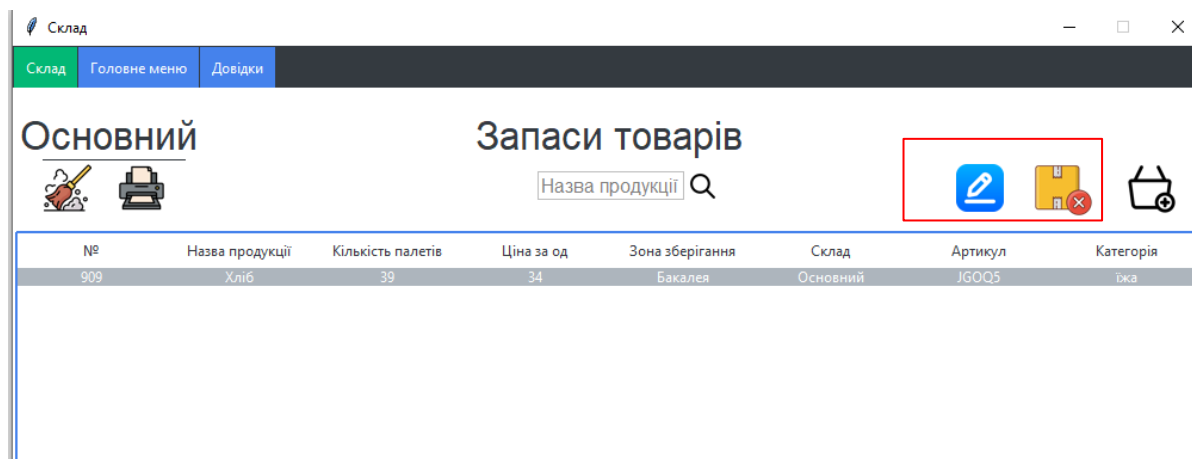 Склад
Склад Головне меню Довідки
Основний Запаси товарів
Назва продукції
№ Назва продукції Кількість палетів Ціна за од Зона зберігання Склад Артикул Категорія
909 Хліб 39 34 Бакалея Основний JGOQ5 їжа